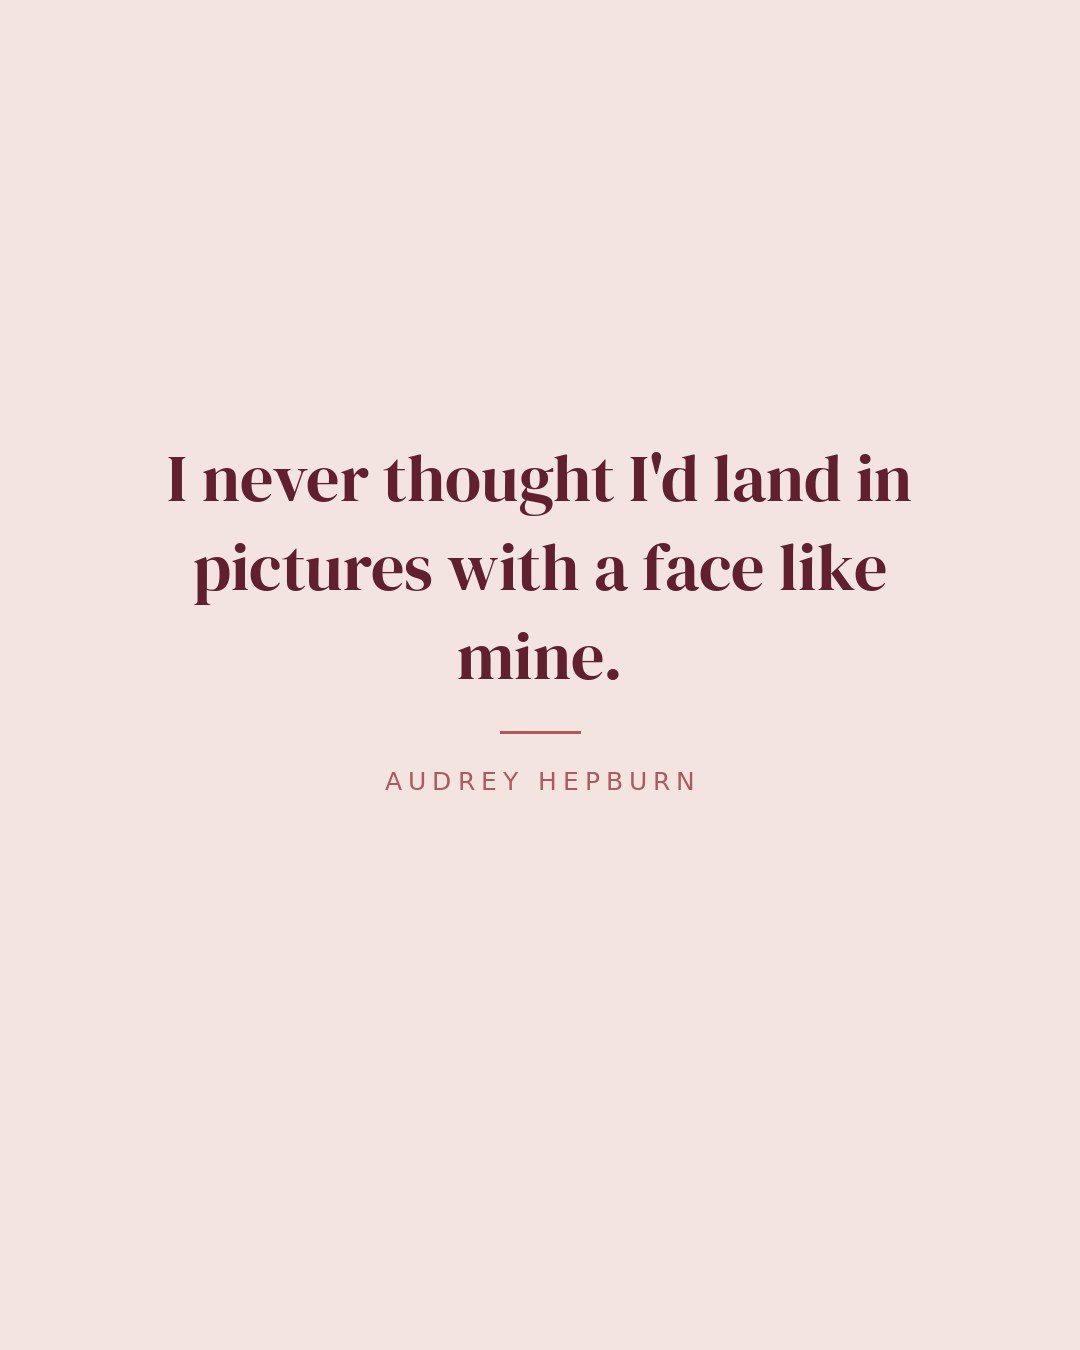 I never thought I'd land in
pictures with a face like
mine.
AUDREY HEPBURN